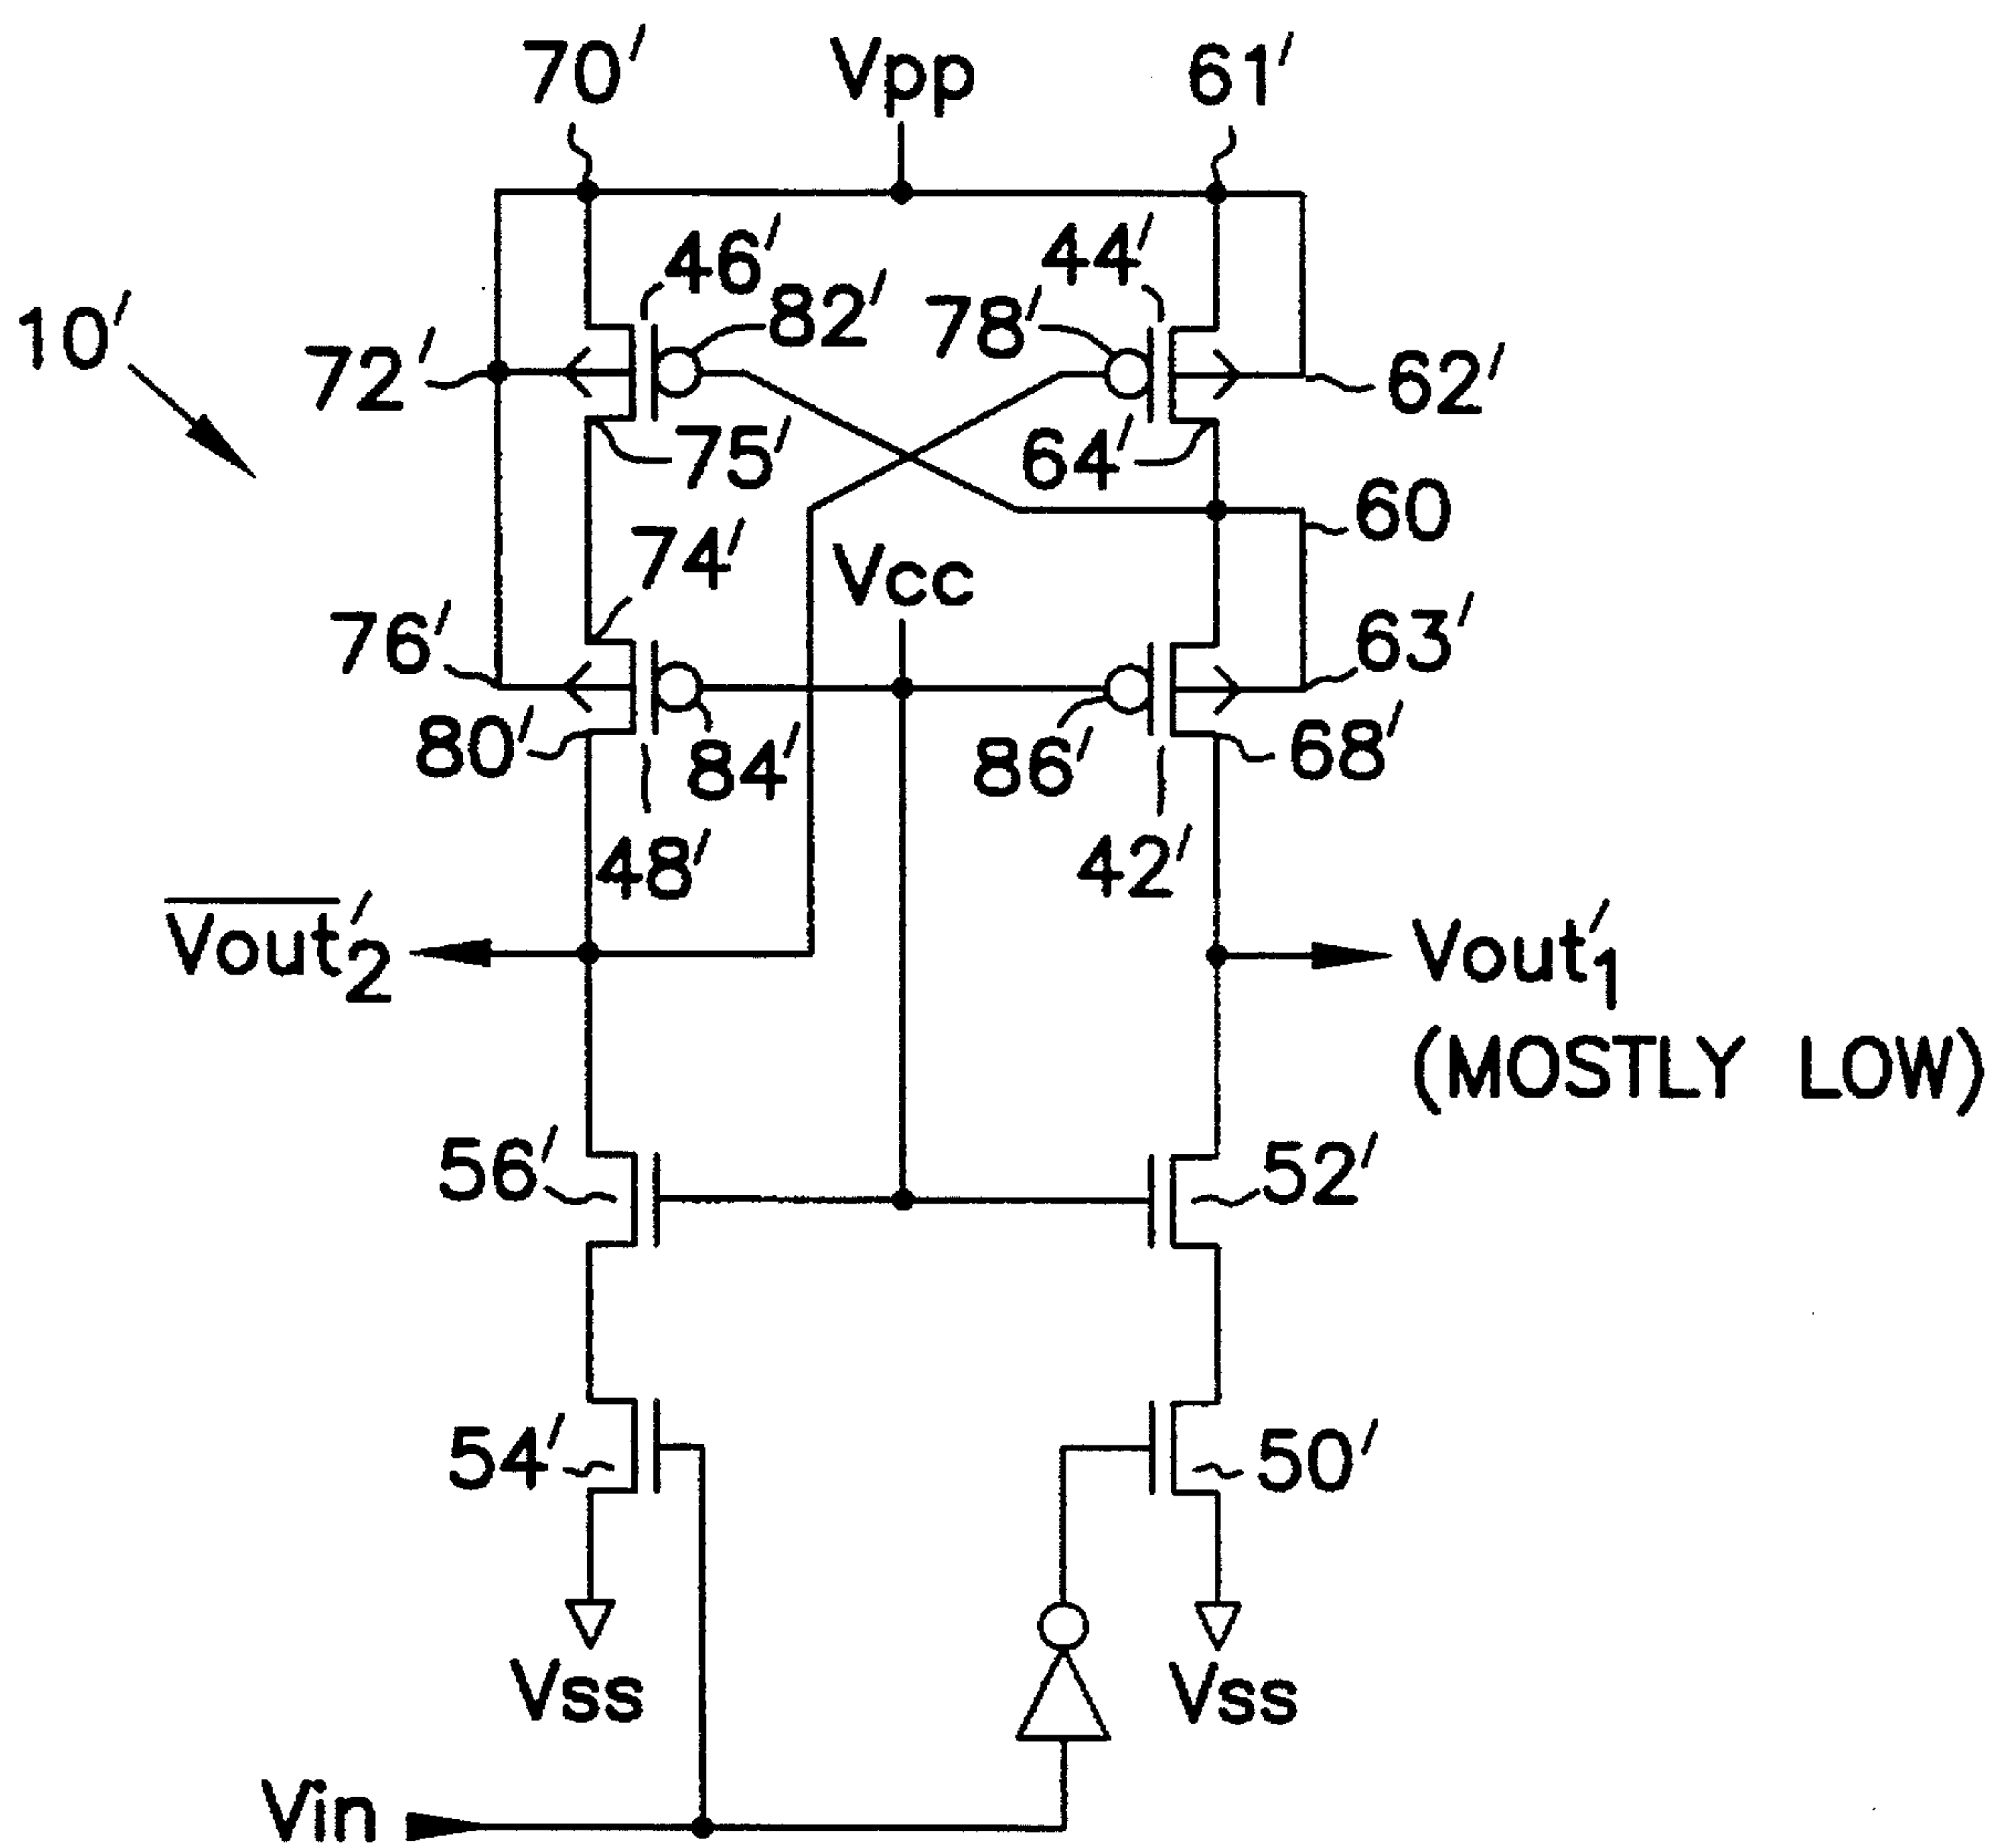 70′ Vpp 61′
46′ 44′
10′ 82′ 78′
72′ 62′
75′ 64′
60
74′ Vcc
76′ 63′
80′ 84′ 86′ 68′
48′ 42′
Vout′2 Vout′1
(MOSTLY LOW)
56′ 52′
54′ 50′
Vss Vss
Vin